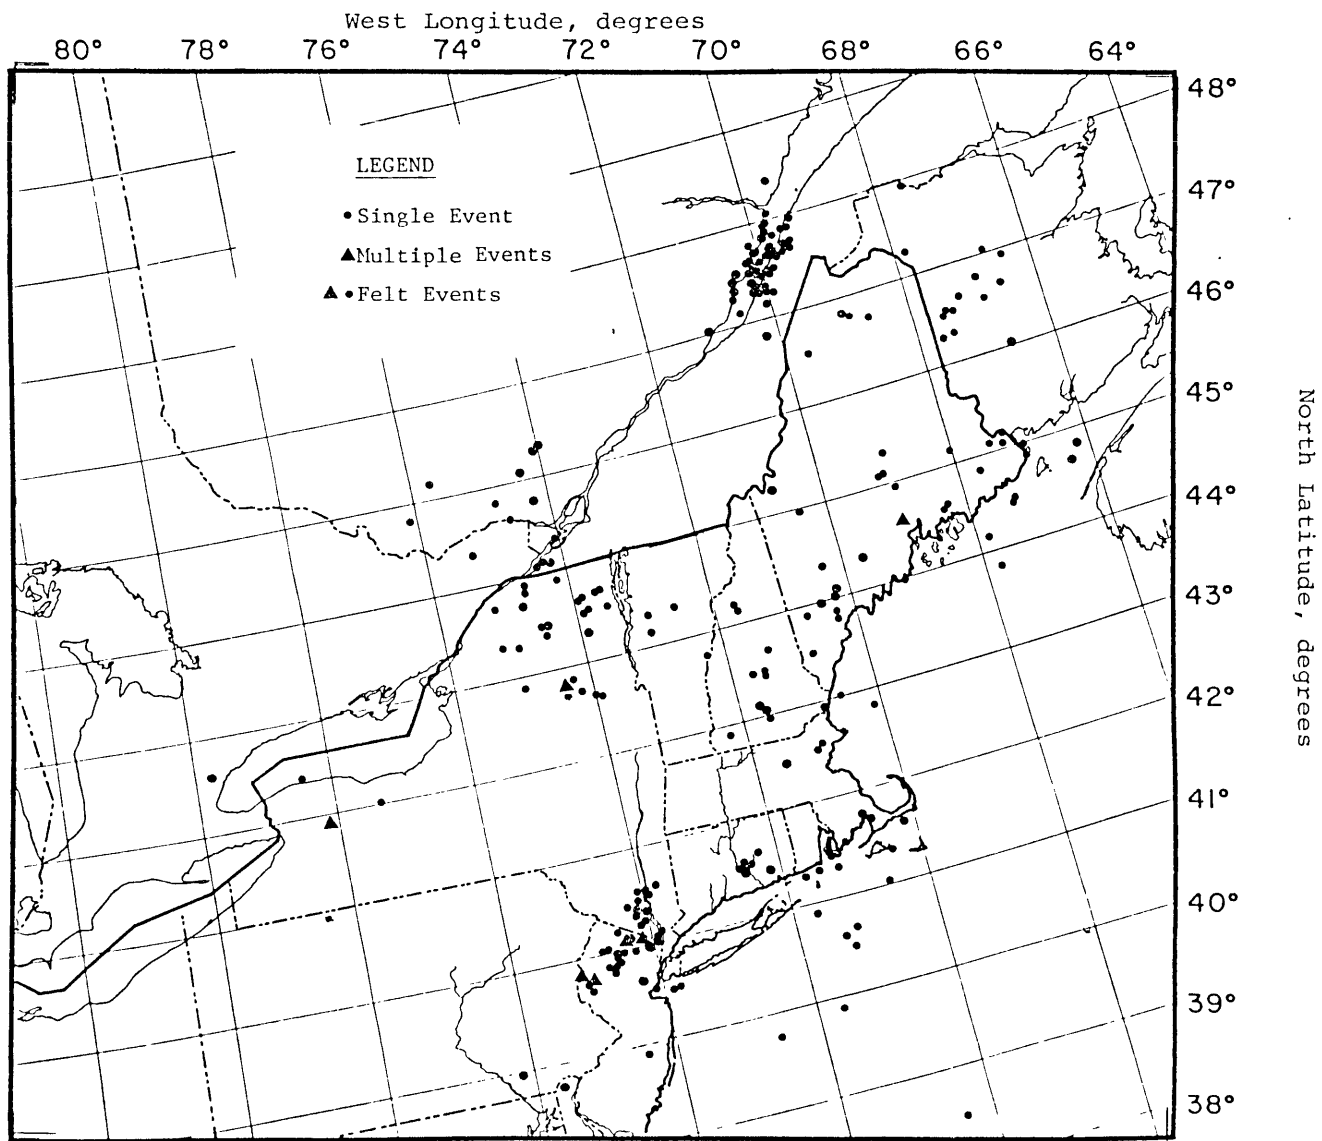 West Longitude, degrees
80° 78° 76° 74° 72° 70° 68° 66° 64°
48°
LEGEND
47°
Single Event
Multiple Events
46°
Felt Events
45°
44°
43°
42°
41°
40°
39°
38°
North Latitude, degrees